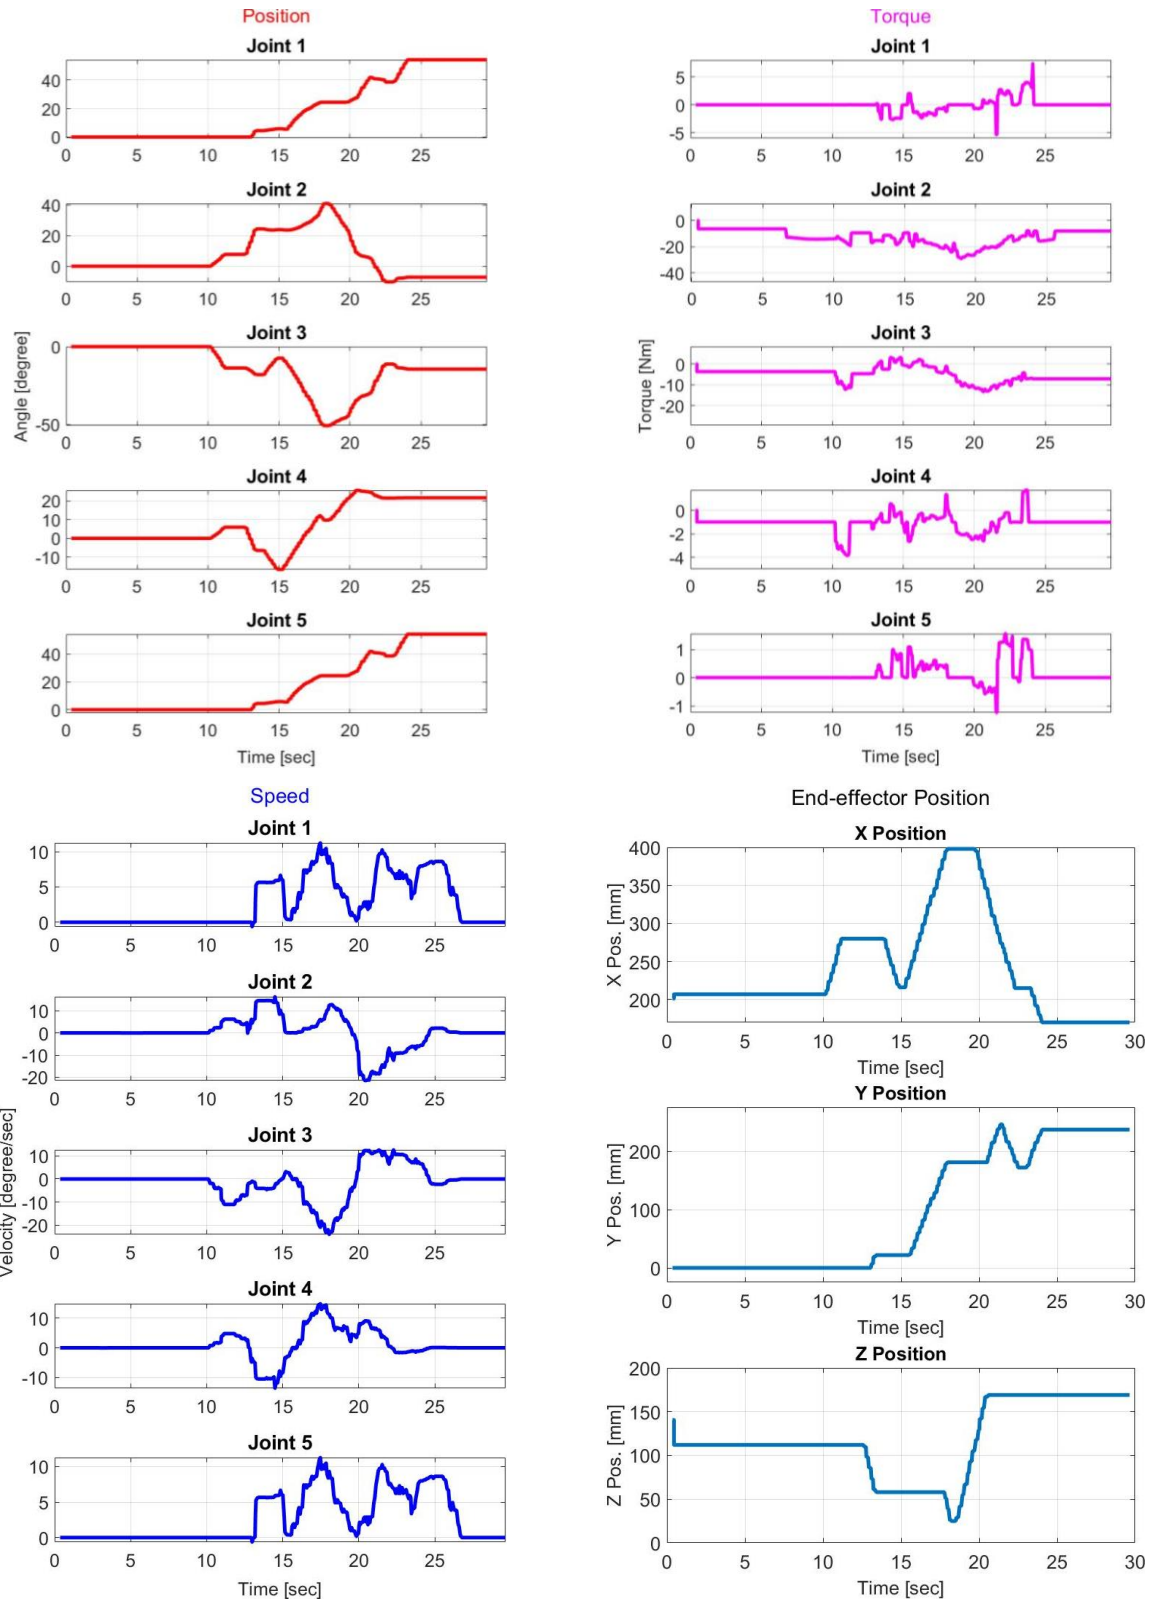 Position
Joint 1
40
20
0
0 5 10 15 20 25
Joint 2
40
20
0
0 5 10 15 20 25
Joint 3
0
-50
0 5 10 15 20 25
Angle [degree]
Joint 4
20
10
0
-10
0 5 10 15 20 25
Joint 5
40
20
0
0 5 10 15 20 25
Time [sec]
Torque
Joint 1
5
0
-5
0 5 10 15 20 25
Joint 2
0
-20
-40
0 5 10 15 20 25
Joint 3
0
-10
-20
0 5 10 15 20 25
Torque [Nm]
Joint 4
0
-2
-4
0 5 10 15 20 25
Joint 5
1
0
-1
0 5 10 15 20 25
Time [sec]
Speed
Joint 1
10
5
0
0 5 10 15 20 25
Joint 2
10
0
-10
-20
0 5 10 15 20 25
Joint 3
10
0
-10
-20
0 5 10 15 20 25
Velocity [degree/sec]
Joint 4
10
0
-10
0 5 10 15 20 25
Joint 5
10
5
0
0 5 10 15 20 25
Time [sec]
End-effector Position
X Position
400
350
300
250
200
X Pos. [mm]
0 5 10 15 20 25 30
Time [sec]
Y Position
200
100
0
Y Pos. [mm]
0 5 10 15 20 25 30
Time [sec]
Z Position
200
150
100
50
0
Z Pos. [mm]
0 5 10 15 20 25 30
Time [sec]